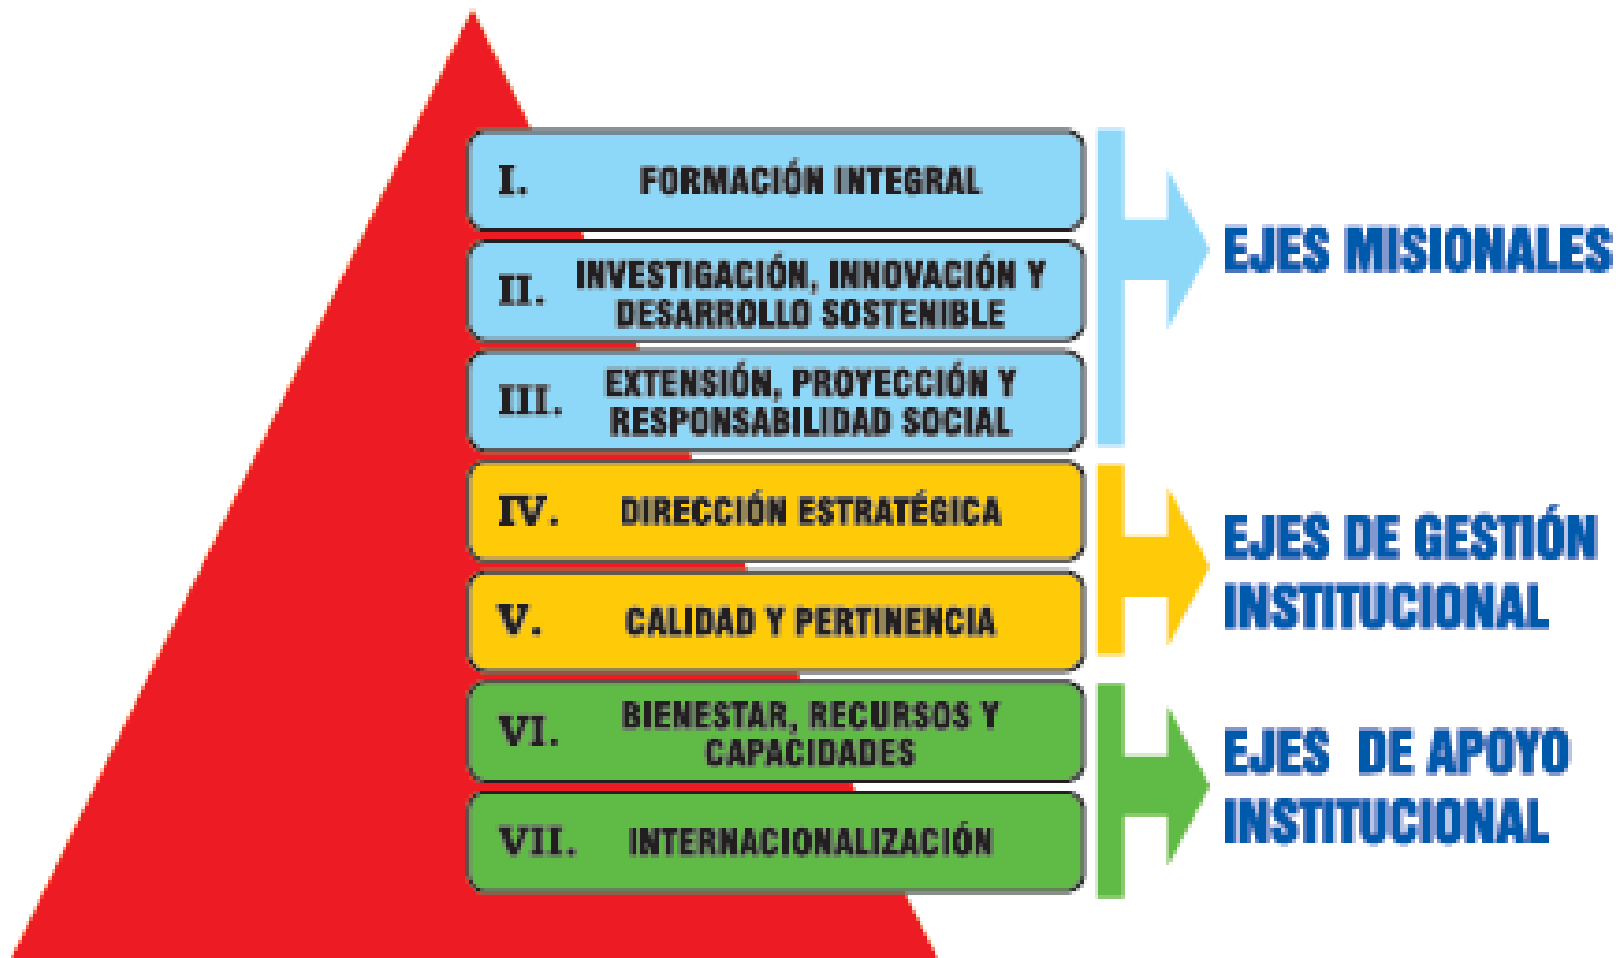 I. FORMACIÓN INTEGRAL
II. INVESTIGACIÓN, INNOVACIÓN Y
DESARROLLO SOSTENIBLE
III. EXTENSIÓN, PROYECCIÓN Y
RESPONSABILIDAD SOCIAL
EJES MISIONALES
IV. DIRECCIÓN ESTRATÉGICA
V. CALIDAD Y PERTINENCIA
EJES DE GESTIÓN
INSTITUCIONAL
VI. BIENESTAR, RECURSOS Y
CAPACIDADES
VII. INTERNACIONALIZACIÓN
EJES DE APOYO
INSTITUCIONAL